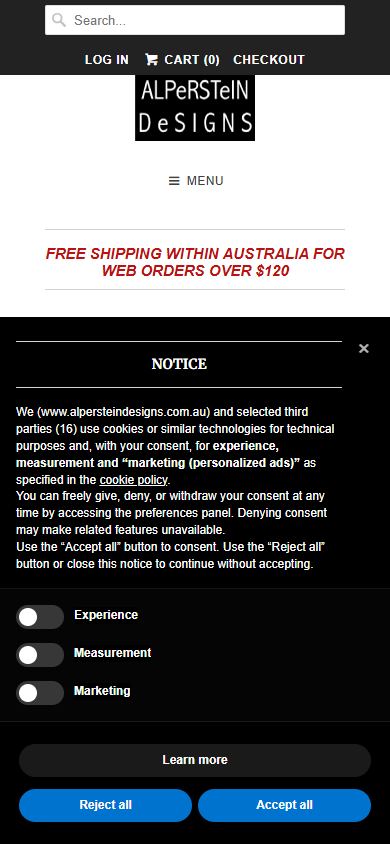 Search...
LOG IN CART (0) CHECKOUT
ALPeRSTeIN
DeSIGNS
MENU
FREE SHIPPING WITHIN AUSTRALIA FOR
WEB ORDERS OVER $120
×
NOTICE
We (www.alpersteindesigns.com.au) and selected third
parties (16) use cookies or similar technologies for technical
purposes and, with your consent, for experience,
measurement and “marketing (personalized ads)” as
specified in the cookie policy.
You can freely give, deny, or withdraw your consent at any
time by accessing the preferences panel. Denying consent
may make related features unavailable.
Use the “Accept all” button to consent. Use the “Reject all”
button or close this notice to continue without accepting.
Experience
Measurement
Marketing
Learn more
Reject all Accept all